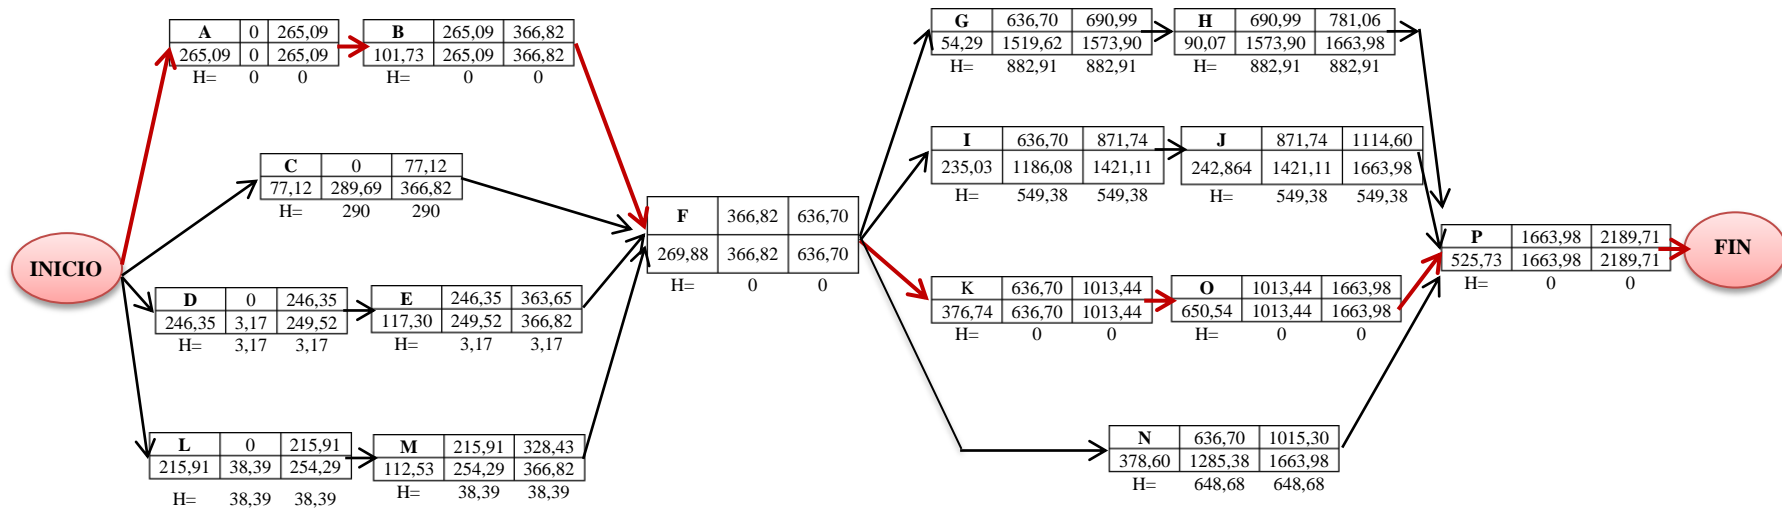 A 0 265,09
265,09 0 265,09
H= 0 0
B 265,09 366,82
101,73 265,09 366,82
H= 0 0
C 0 77,12
77,12 289,69 366,82
H= 290 290
INICIO
D 0 246,35
246,35 3,17 249,52
H= 3,17 3,17
E 246,35 363,65
117,30 249,52 366,82
H= 3,17 3,17
L 0 215,91
215,91 38,39 254,29
H= 38,39 38,39
M 215,91 328,43
112,53 254,29 366,82
H= 38,39 38,39
F 366,82 636,70
269,88 366,82 636,70
H= 0 0
G 636,70 690,99
54,29 1519,62 1573,90
H= 882,91 882,91
H 690,99 781,06
90,07 1573,90 1663,98
H= 882,91 882,91
I 636,70 871,74
235,03 1186,08 1421,11
H= 549,38 549,38
J 871,74 1114,60
242,864 1421,11 1663,98
H= 549,38 549,38
K 636,70 1013,44
376,74 636,70 1013,44
H= 0 0
O 1013,44 1663,98
650,54 1013,44 1663,98
H= 0 0
N 636,70 1015,30
378,60 1285,38 1663,98
H= 648,68 648,68
P 1663,98 2189,71
525,73 1663,98 2189,71
H= 0 0
FIN